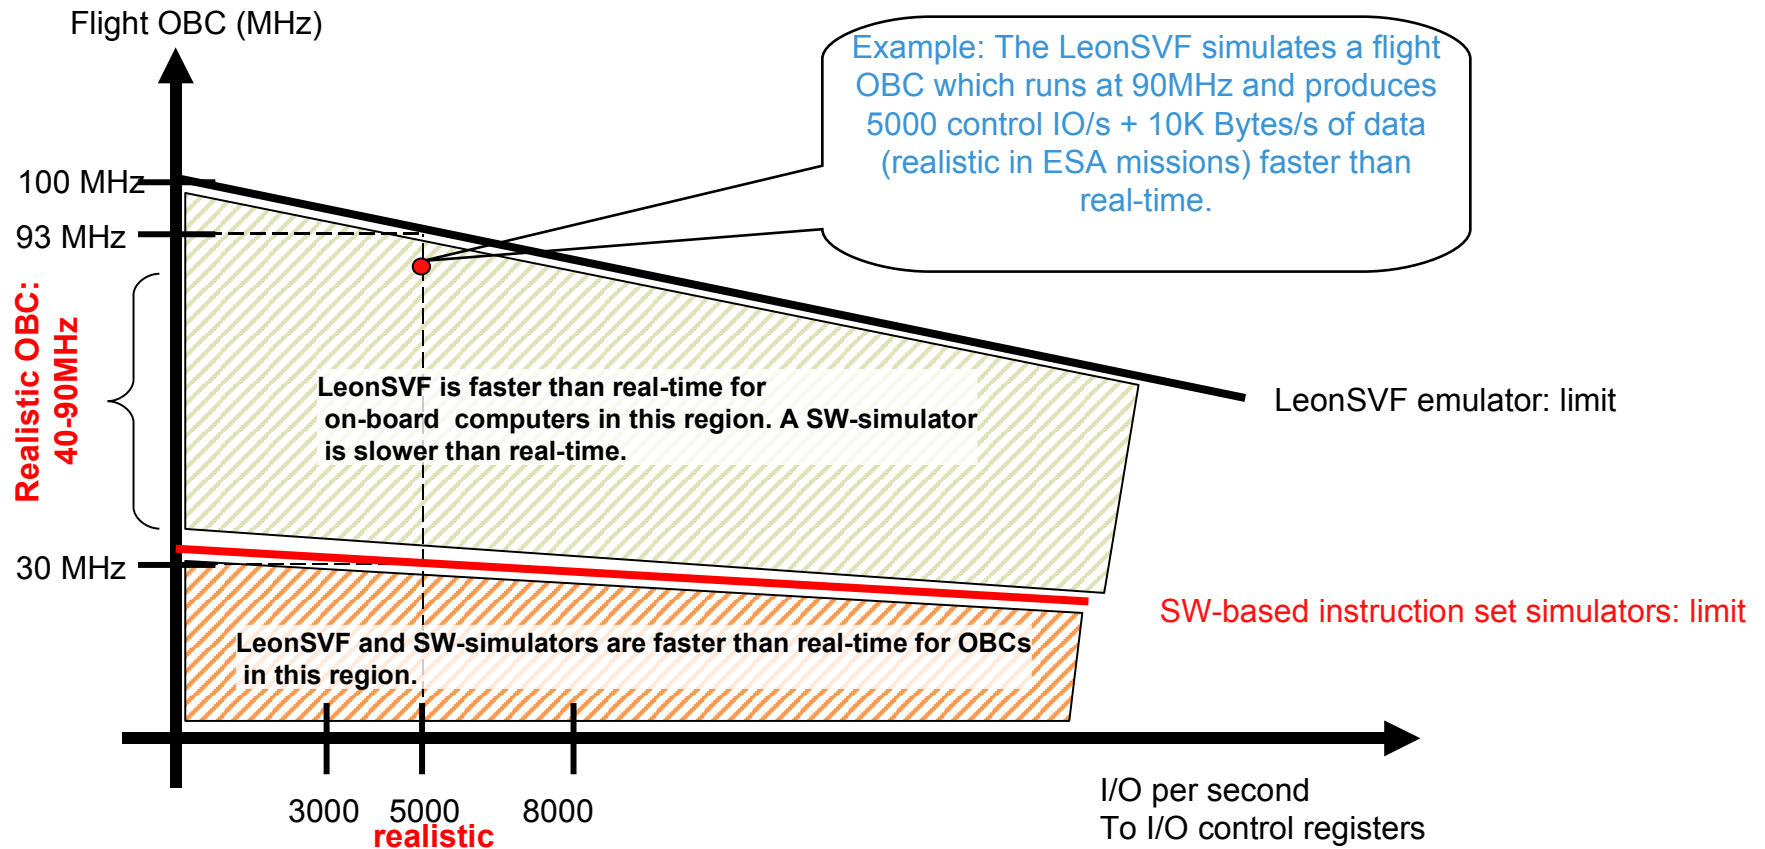 Flight OBC (MHz)
Example: The LeonSVF simulates a flight
OBC which runs at 90MHz and produces
5000 control IO/s + 10K Bytes/s of data
(realistic in ESA missions) faster than
real-time.
100 MHz
93 MHz
Realistic OBC:
40-90MHz
LeonSVF is faster than real-time for
on-board computers in this region. A SW-simulator
is slower than real-time.
LeonSVF emulator: limit
30 MHz
SW-based instruction set simulators: limit
LeonSVF and SW-simulators are faster than real-time for OBCs
in this region.
3000 5000 8000
realistic
I/O per second
To I/O control registers